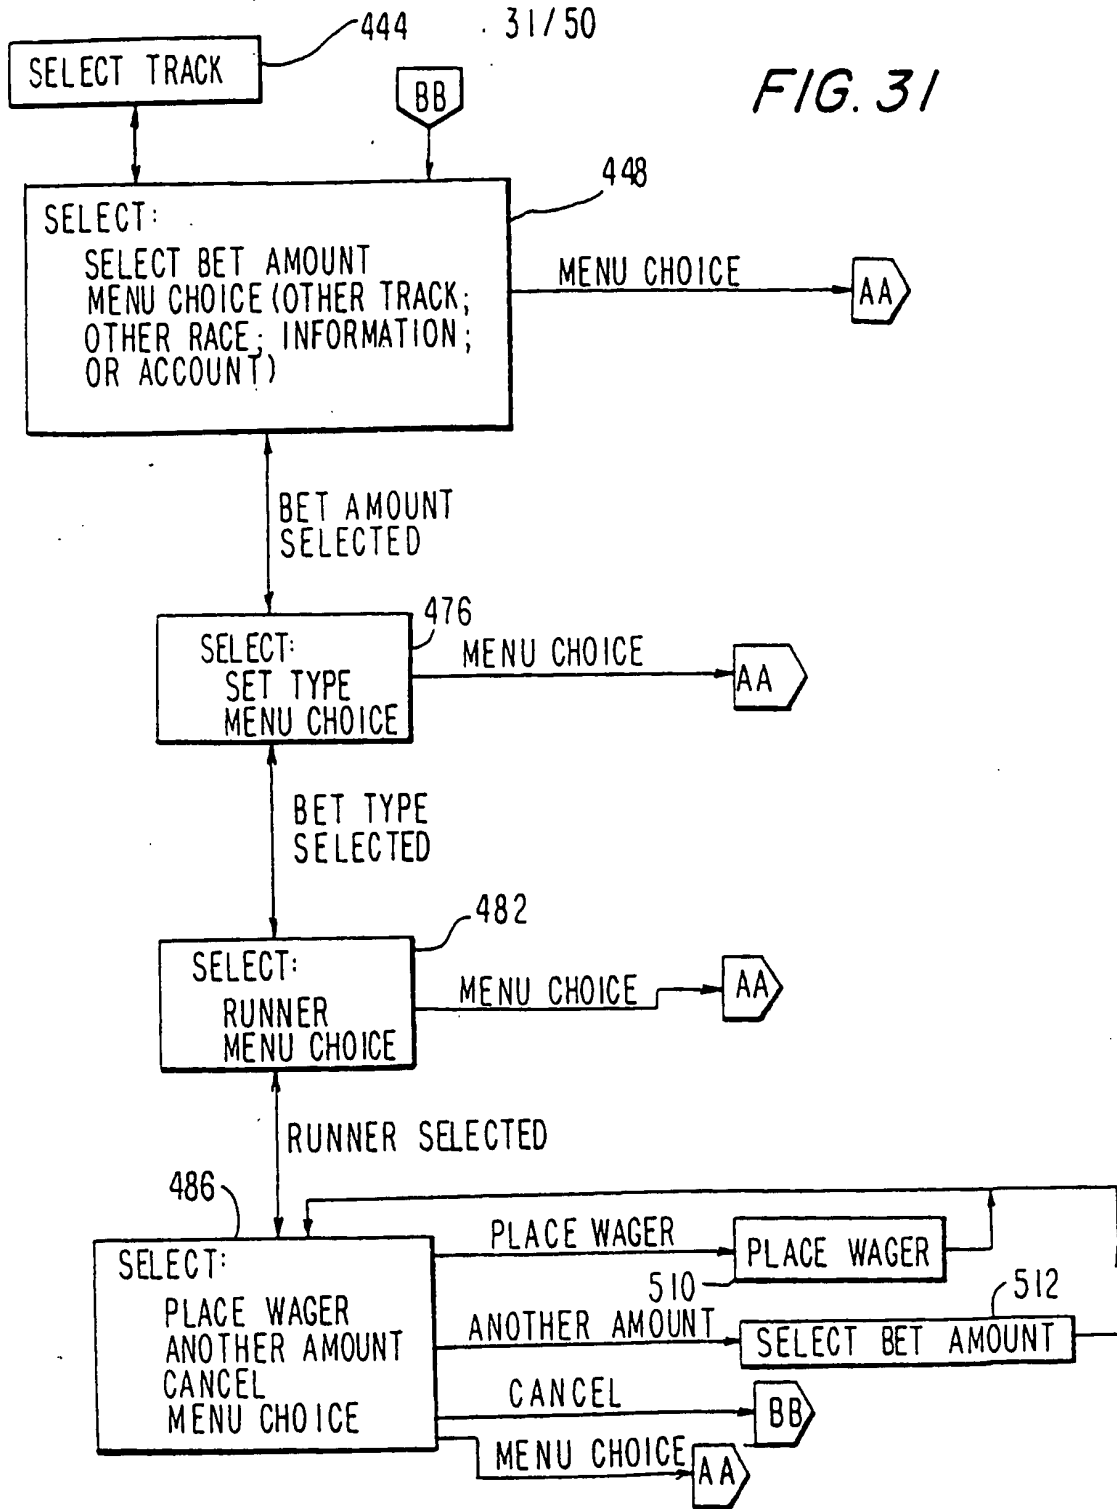 31/50
FIG. 31
444
SELECT TRACK
BB
448
SELECT:
SELECT BET AMOUNT
MENU CHOICE (OTHER TRACK;
OTHER RACE; INFORMATION;
OR ACCOUNT)
MENU CHOICE
AA
BET AMOUNT
SELECTED
476
SELECT:
SET TYPE
MENU CHOICE
MENU CHOICE
AA
BET TYPE
SELECTED
482
SELECT:
RUNNER
MENU CHOICE
MENU CHOICE
AA
RUNNER SELECTED
486
SELECT:
PLACE WAGER
ANOTHER AMOUNT
CANCEL
MENU CHOICE
PLACE WAGER
PLACE WAGER
510
512
ANOTHER AMOUNT
SELECT BET AMOUNT
CANCEL
BB
MENU CHOICE
AA